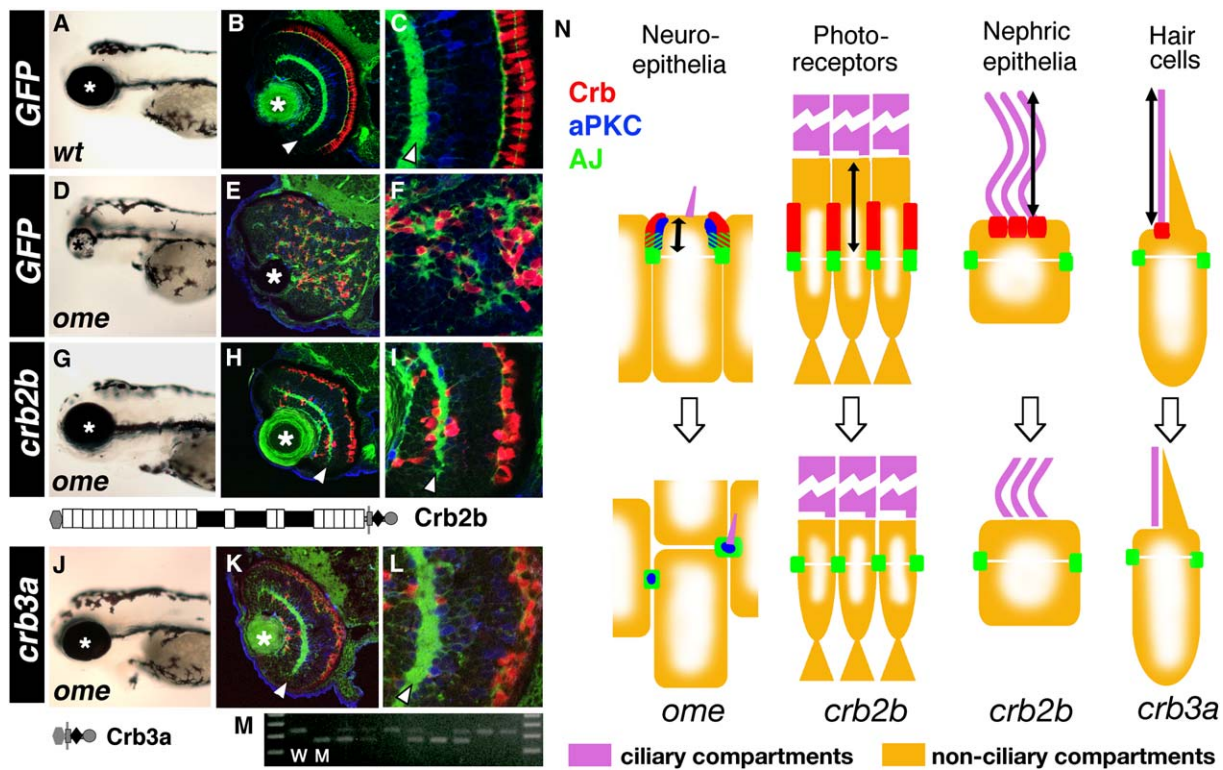 GFP
A
*
wt
B
*
C
GFP
D
*
ome
E
*
F
crb2b
G
*
ome
H
*
I
Crb2b
crb3a
J
*
ome
K
*
L
Crb3a
M
W M
N
Neuro-
epithelia
Photo-
receptors
Nephric
epithelia
Hair
cells
Crb
aPKC
AJ
ome
crb2b
crb2b
crb3a
ciliary compartments
non-ciliary compartments